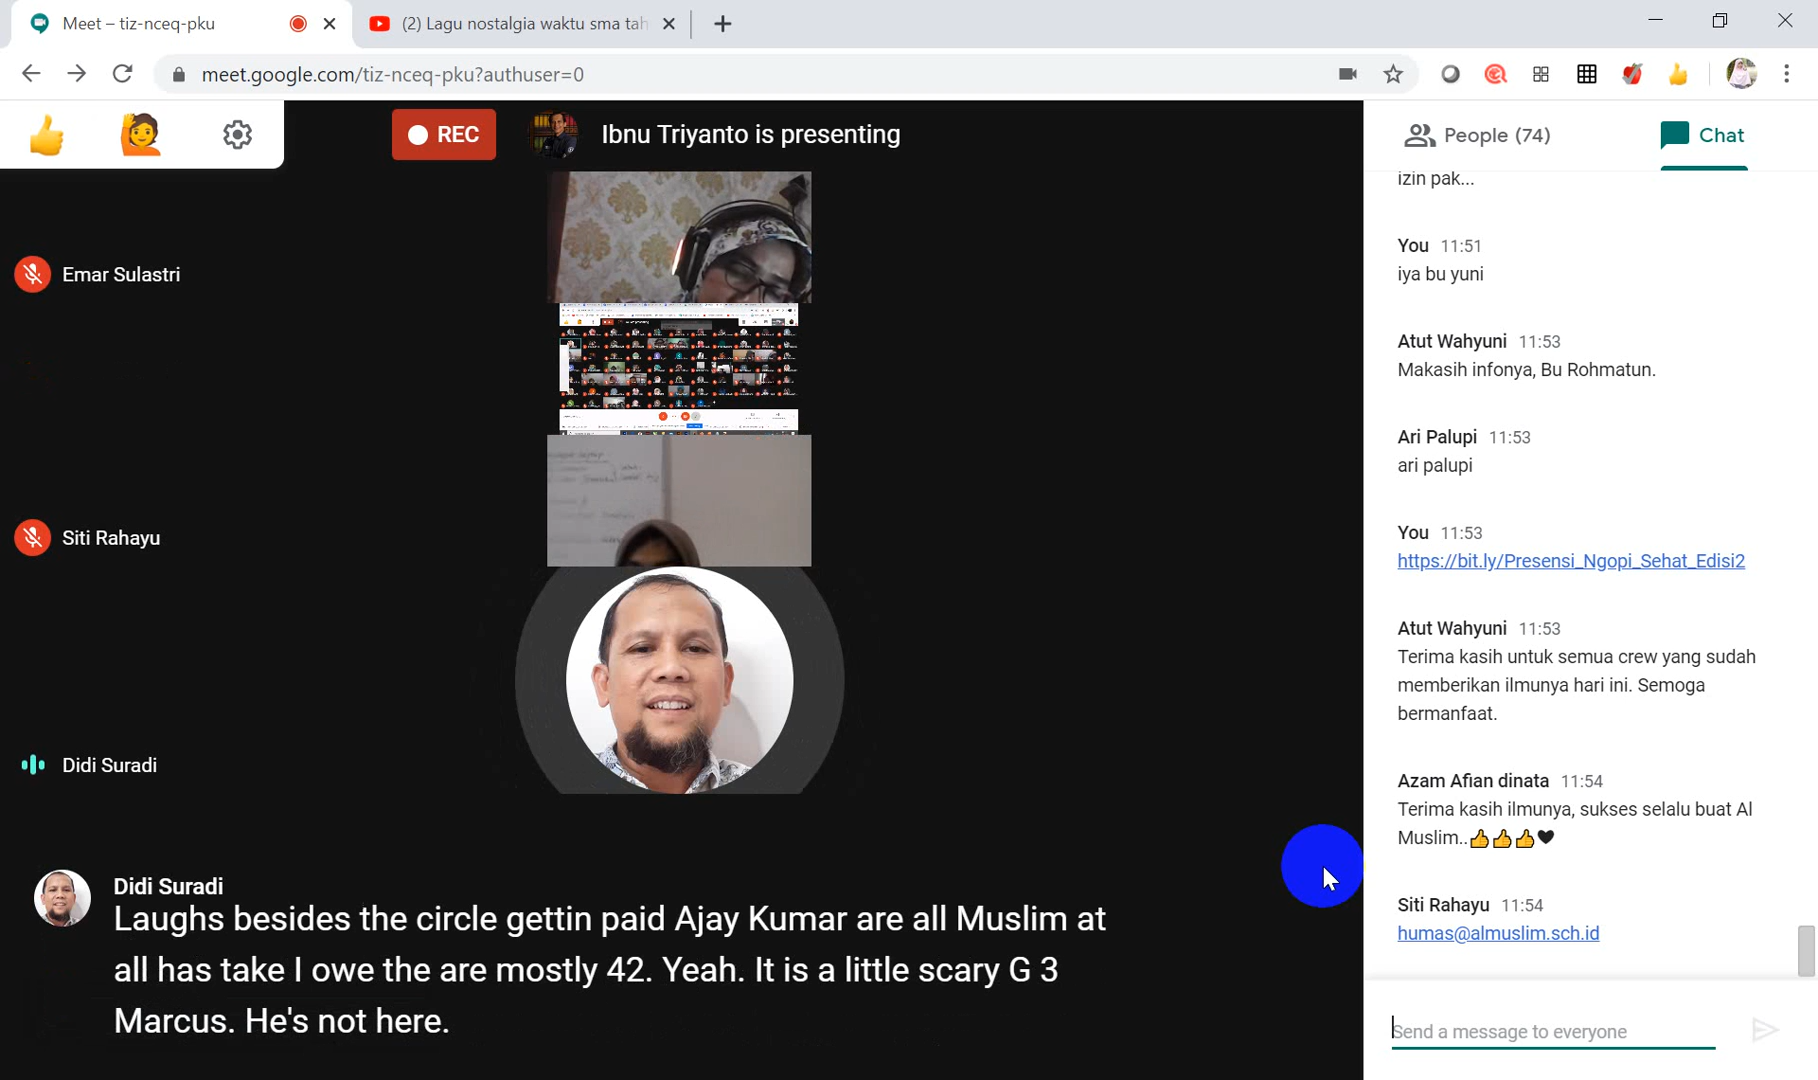 Meet – tiz-nceq-pku
(2) Lagu nostalgia waktu sma tah
meet.google.com/tiz-nceq-pku?authuser=0
REC
Ibnu Triyanto is presenting
People (74)
Chat
izin pak...
You 11:51
iya bu yuni
Atut Wahyuni 11:53
Makasih infonya, Bu Rohmatun.
Ari Palupi 11:53
ari palupi
You 11:53
https://bit.ly/Presensi_Ngopi_Sehat_Edisi2
Atut Wahyuni 11:53
Terima kasih untuk semua crew yang sudah
memberikan ilmunya hari ini. Semoga
bermanfaat.
Azam Afian dinata 11:54
Terima kasih ilmunya, sukses selalu buat Al
Muslim..👍👍👍🖤
Siti Rahayu 11:54
humas@almuslim.sch.id
Send a message to everyone
Emar Sulastri
Siti Rahayu
Didi Suradi
Didi Suradi
Laughs besides the circle gettin paid Ajay Kumar are all Muslim at
all has take I owe the are mostly 42. Yeah. It is a little scary G 3
Marcus. He's not here.